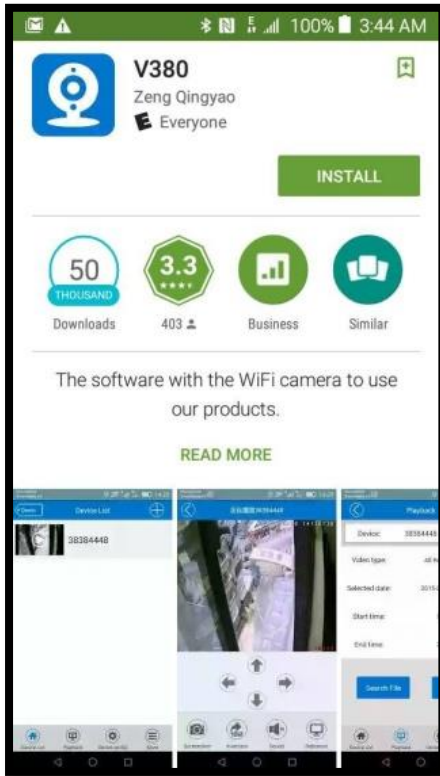 100% 3:44 AM
V380
Zeng Qingyao
E Everyone
INSTALL
50
THOUSAND
3.3
Downloads
403
Business
Similar
The software with the WiFi camera to use
our products.
READ MORE
Device List
38384448
Playback
Device:
38384448
Video type:
Selected date:
Start time:
End time:
Search File